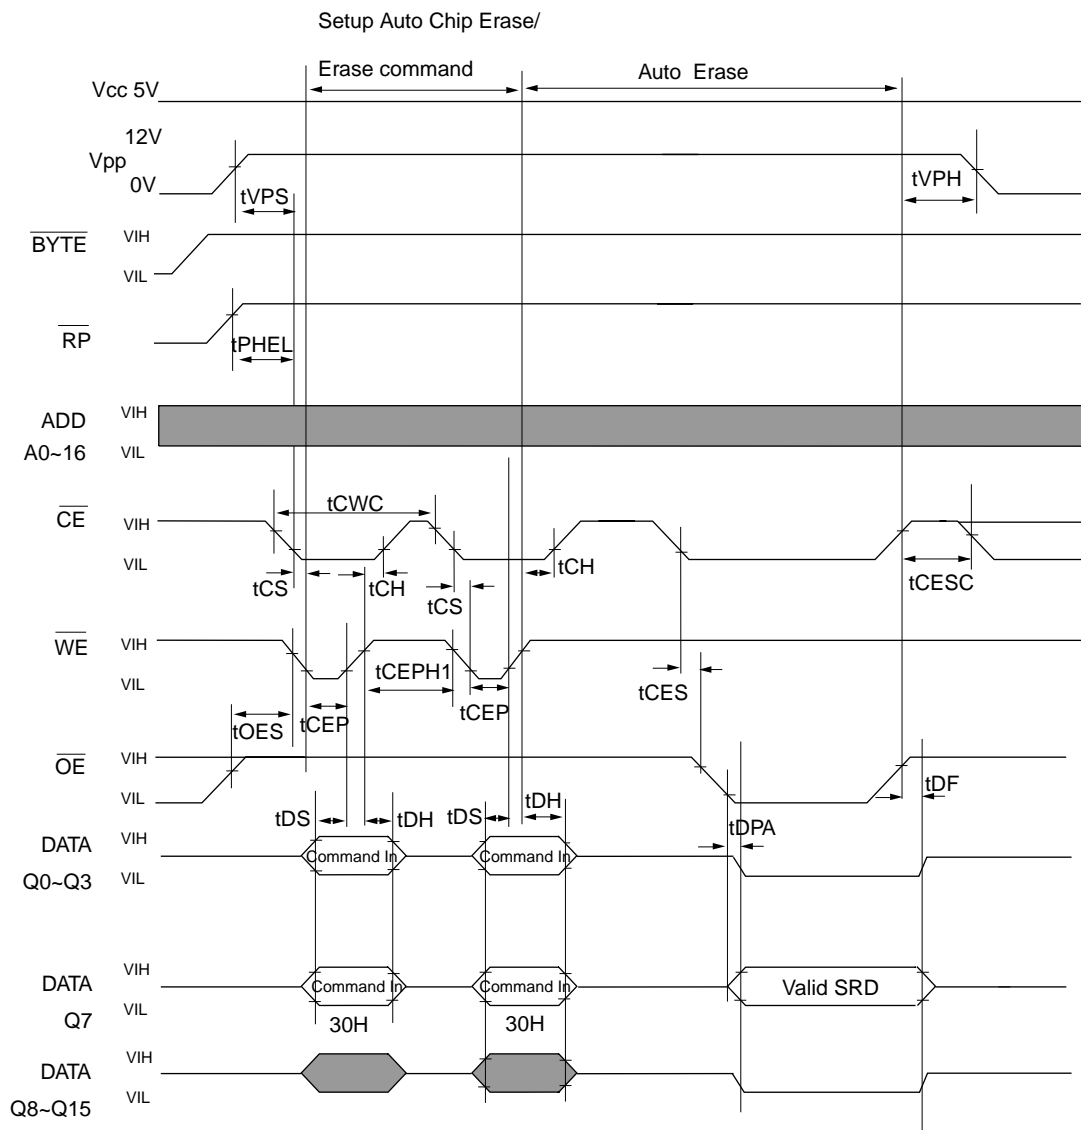 Setup Auto Chip Erase/
Erase command
Auto Erase
Vcc 5V
12V
Vpp
0V
tVPS
tVPH
BYTE
VIH
VIL
RP
tPHEL
ADD
VIH
A0~16
VIL
CE
VIH
VIL
tCWC
tCS
tCH
tCS
tCH
tCESC
WE
VIH
VIL
tCEPH1
tCEP
tCEP
tCES
tOES
OE
VIH
VIL
tDF
tDS
tDH
tDS
tDH
tDPA
DATA
VIH
Command In
Command In
Q0~Q3
VIL
DATA
VIH
Command In
Command In
Valid SRD
Q7
VIL
30H
30H
DATA
VIH
Q8~Q15
VIL